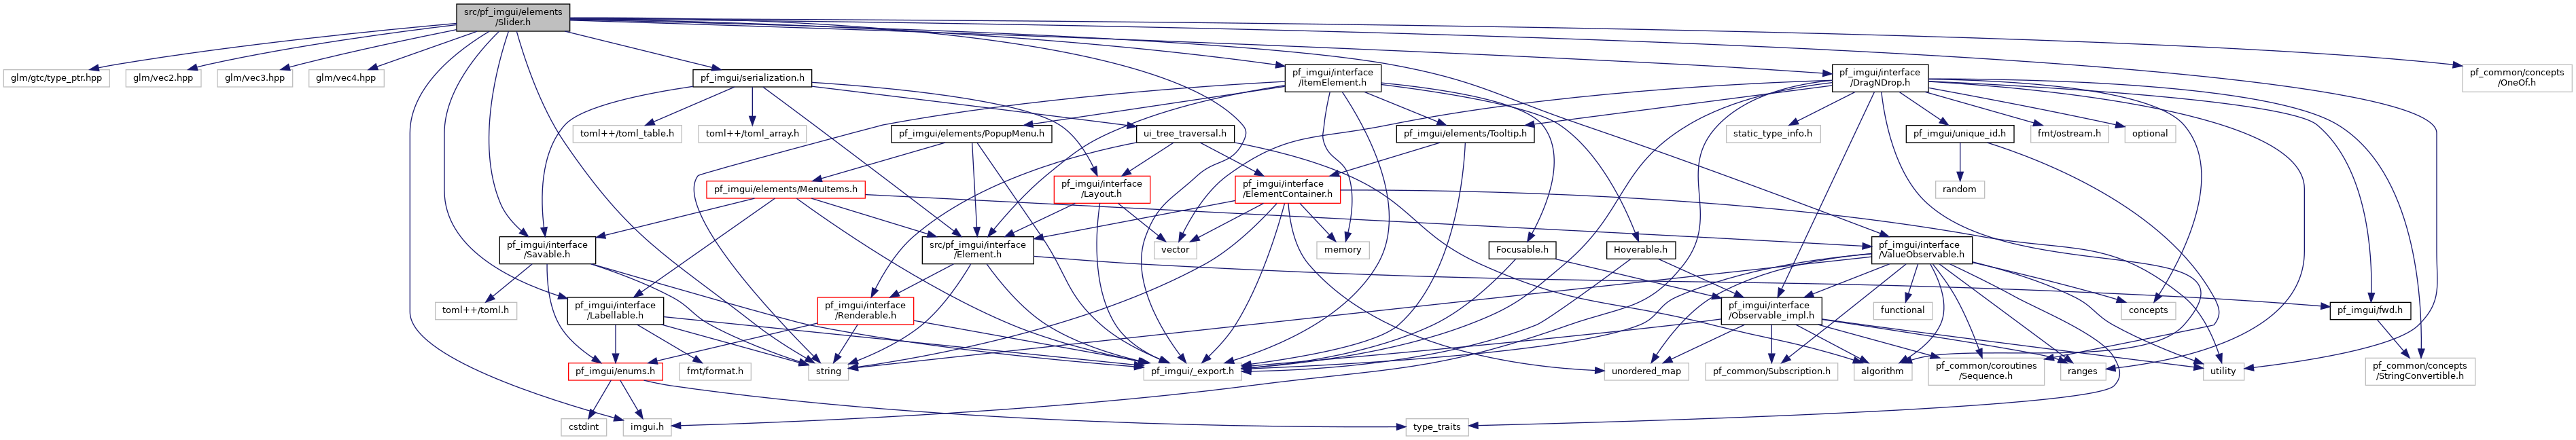 src/pf_imgui/elements
/Slider.h
glm/gtc/type_ptr.hpp
glm/vec2.hpp
glm/vec3.hpp
glm/vec4.hpp
pf_imgui/serialization.h
pf_imgui/interface
/ItemElement.h
pf_imgui/interface
/DragNDrop.h
pf_common/concepts
/OneOf.h
toml++/toml_table.h
toml++/toml_array.h
pf_imgui/elements/PopupMenu.h
ui_tree_traversal.h
pf_imgui/elements/Tooltip.h
static_type_info.h
pf_imgui/unique_id.h
fmt/ostream.h
optional
pf_imgui/elements/MenuItems.h
pf_imgui/interface
/Layout.h
pf_imgui/interface
/ElementContainer.h
random
pf_imgui/interface
/Savable.h
src/pf_imgui/interface
/Element.h
vector
memory
Focusable.h
Hoverable.h
pf_imgui/interface
/ValueObservable.h
toml++/toml.h
pf_imgui/interface
/Labellable.h
pf_imgui/interface
/Renderable.h
pf_imgui/interface
/Observable_impl.h
functional
concepts
pf_imgui/fwd.h
pf_imgui/enums.h
fmt/format.h
string
pf_imgui/_export.h
unordered_map
pf_common/Subscription.h
algorithm
pf_common/coroutines
/Sequence.h
ranges
utility
pf_common/concepts
/StringConvertible.h
cstdint
imgui.h
type_traits